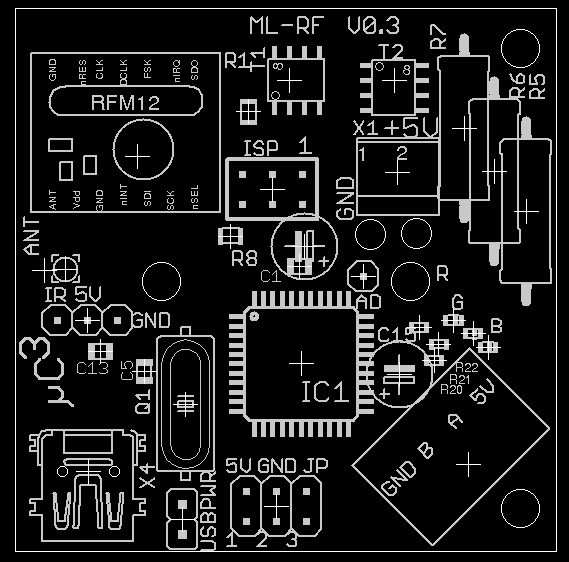 ML-RF V0.3
GND nRES CLK DCLK FSK nIRQ SDO
RFM12
ANT Vdd GND nINT SDI SCK nSEL
R1
T1
8
T2
8
R7
R6
R5
X1 +5V
1 2
GND
ISP 1
ANT
R8
C1
+
AD
R
IR 5V
GND
G
B
µC3
C13
C5
Q1
IC1
C15
+
R22
R21
R20
GND B A 5V
X4
USBPWR
5V GND JP
1 2 3